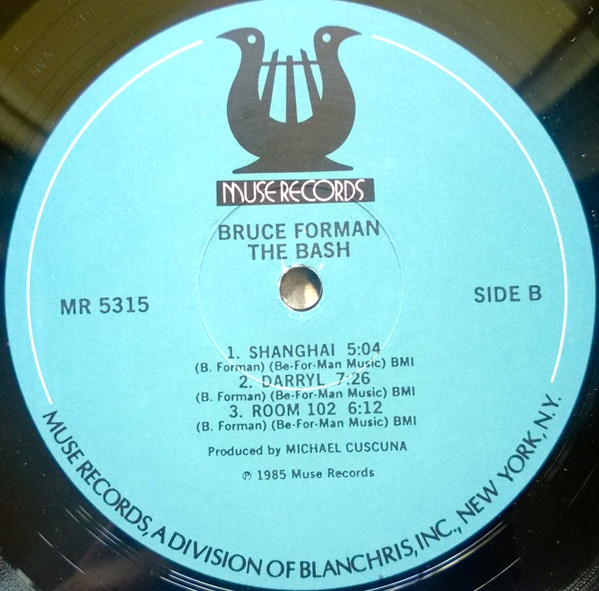 MUSE RECORDS
BRUCE FORMAN
THE BASH
MR 5315
SIDE B
1. SHANGHAI 5:04
(B. Forman) (Be-For-Man Music) BMI
2. DARRYL 7:26
(B. Forman) (Be-For-Man Music) BMI
3. ROOM 102 6:12
(B. Forman) (Be-For-Man Music) BMI
Produced by MICHAEL CUSCUNA
℗ 1985 Muse Records
MUSE RECORDS, A DIVISION OF BLANCHRIS, INC., NEW YORK, N.Y.